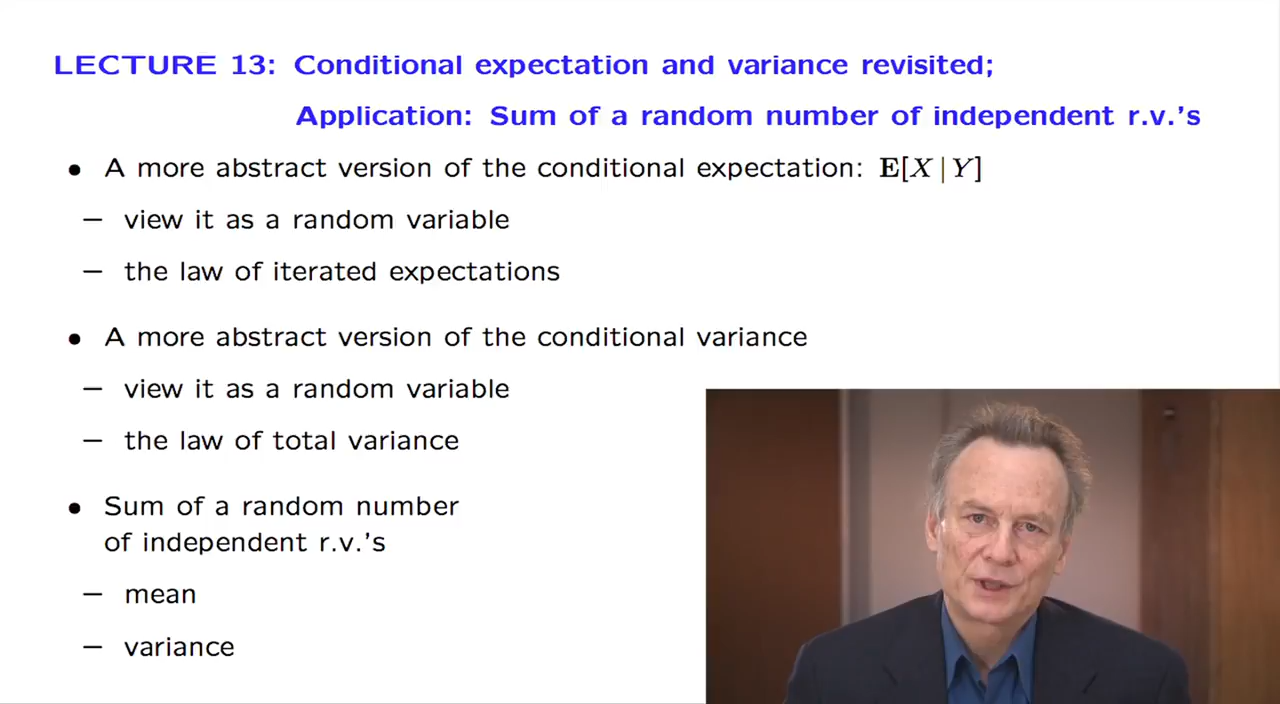 LECTURE 13: Conditional expectation and variance revisited;
Application: Sum of a random number of independent r.v.'s
• A more abstract version of the conditional expectation: E[X | Y]
– view it as a random variable
– the law of iterated expectations
• A more abstract version of the conditional variance
– view it as a random variable
– the law of total variance
• Sum of a random number
of independent r.v.'s
– mean
– variance